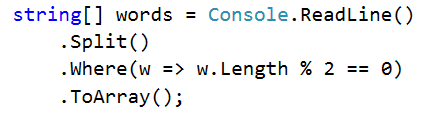 string[] words = Console.ReadLine()
    .Split()
    .Where(w => w.Length % 2 == 0)
    .ToArray();